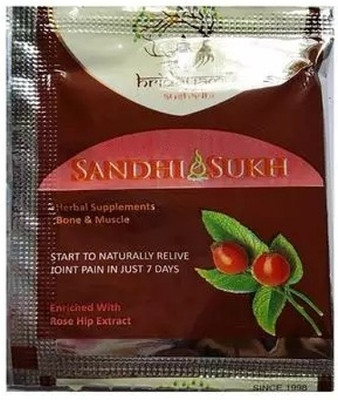 SANDHI SUKH
Herbal Supplements
Bone & Muscle
START TO NATURALLY RELIVE
JOINT PAIN IN JUST 7 DAYS
Enriched With
Rose Hip Extract
SINCE 1998